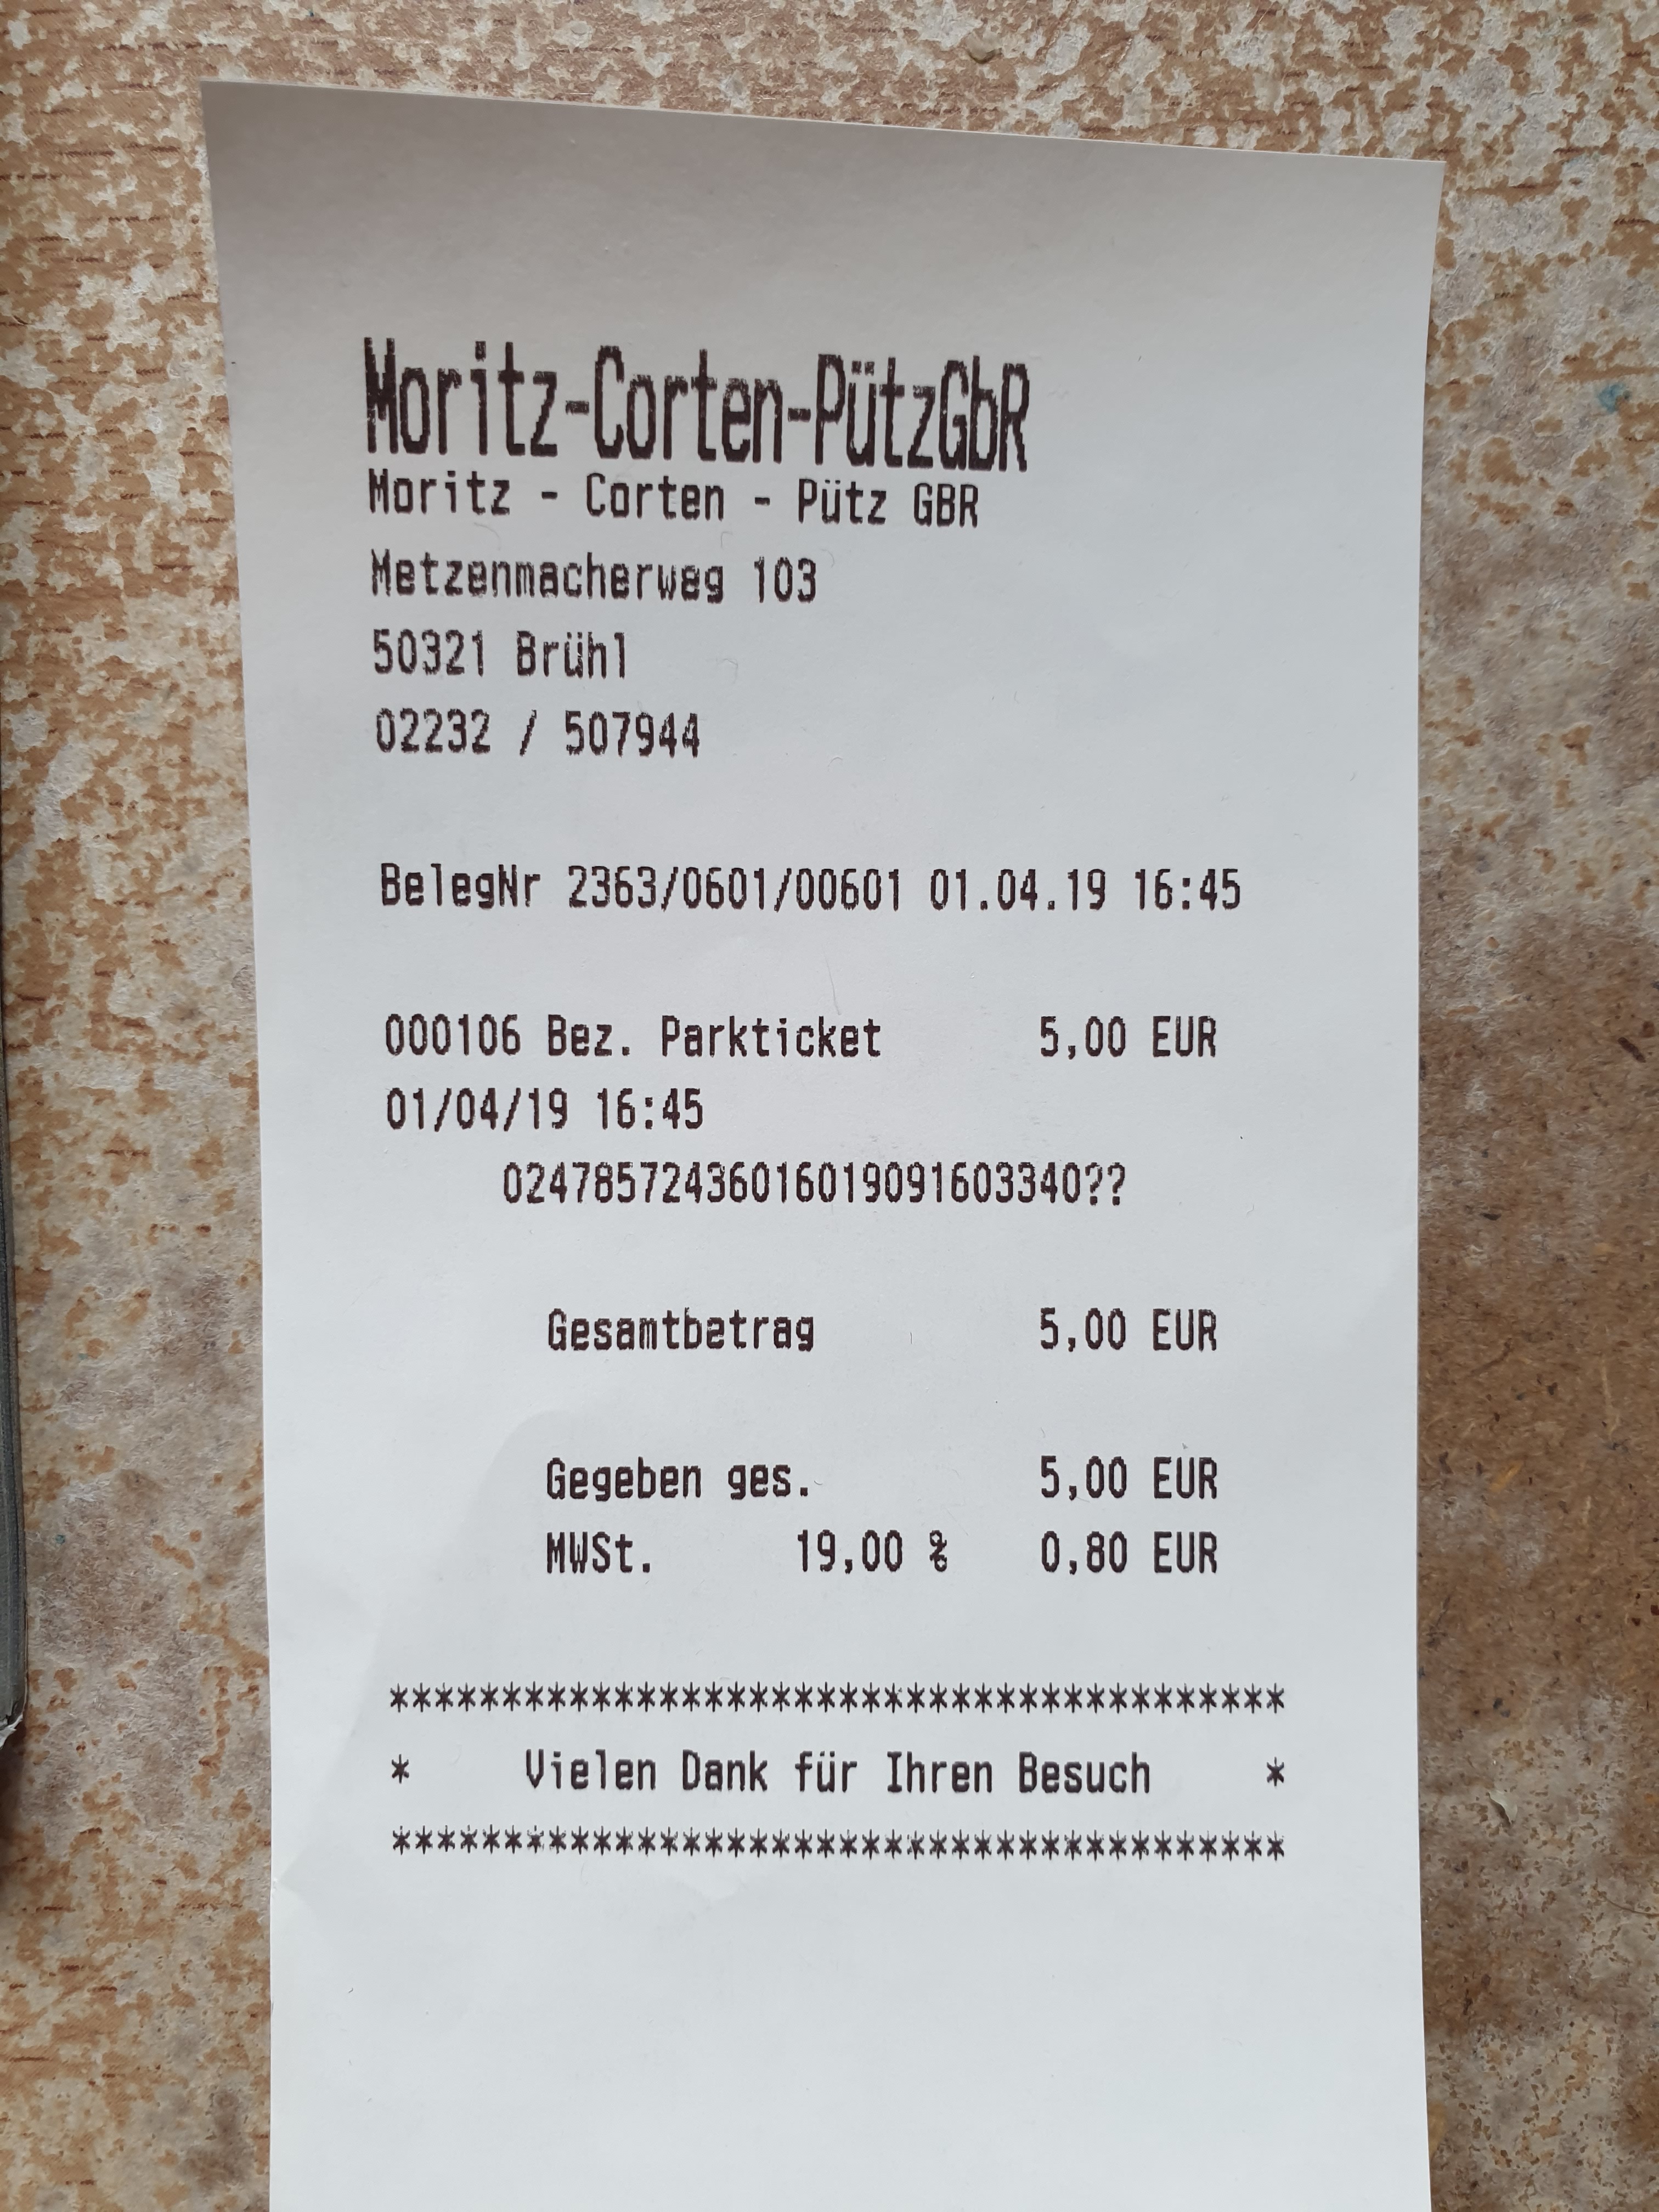 Moritz-Corten-PützGbR
Moritz - Corten - Pütz GBR
Metzenmacherweg 103
50321 Brühl
02232 / 507944
BelegNr 2363/0601/00601 01.04.19 16:45
000106 Bez. Parkticket 5,00 EUR
01/04/19 16:45
0247857243601601909160334​0??
Gesamtbetrag 5,00 EUR
Gegeben ges. 5,00 EUR
MWSt. 19,00 % 0,80 EUR
****************************************
* Vielen Dank für Ihren Besuch *
****************************************